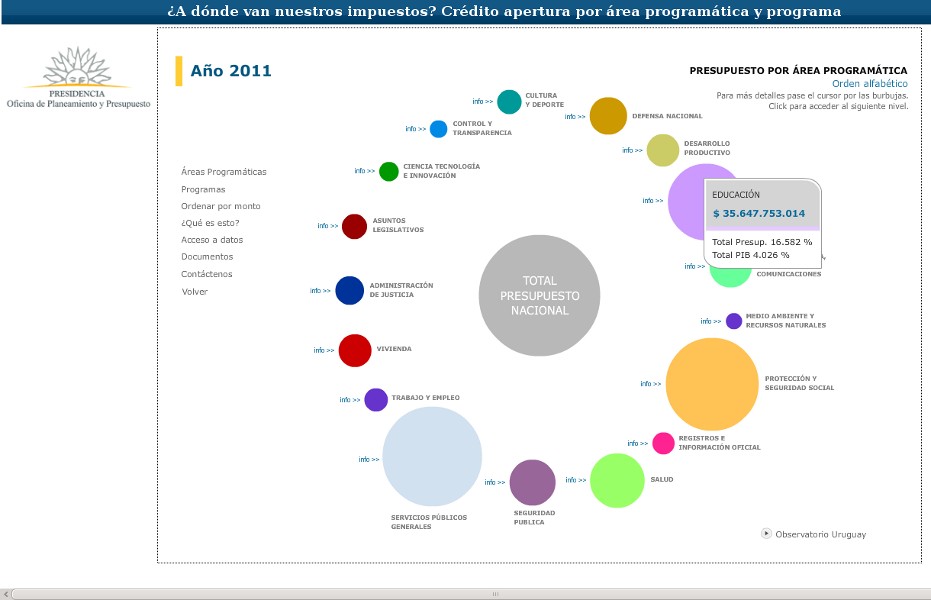 ¿A dónde van nuestros impuestos? Crédito apertura por área programática y programa
PRESIDENCIA
Oficina de Planeamiento y Presupuesto
Año 2011
PRESUPUESTO POR ÁREA PROGRAMÁTICA
Orden alfabético
Para más detalles pase el cursor por las burbujas.
Click para acceder al siguiente nivel.
Áreas Programáticas
Programas
Ordenar por monto
¿Qué es esto?
Acceso a datos
Documentos
Contáctenos
Volver
info >>
CULTURA
Y DEPORTE
info >>
DEFENSA NACIONAL
info >>
DESARROLLO
PRODUCTIVO
info >>
EDUCACIÓN
$ 35.647.753.014
Total Presup. 16.582 %
Total PIB 4.026 %
info >>
COMUNICACIONES
info >>
MEDIO AMBIENTE Y
RECURSOS NATURALES
info >>
PROTECCIÓN Y
SEGURIDAD SOCIAL
info >>
REGISTROS E
INFORMACIÓN OFICIAL
info >>
SALUD
info >>
SEGURIDAD
PUBLICA
info >>
SERVICIOS PÚBLICOS
GENERALES
info >>
TRABAJO Y EMPLEO
info >>
VIVIENDA
info >>
ADMINISTRACIÓN
DE JUSTICIA
info >>
ASUNTOS
LEGISLATIVOS
info >>
CIENCIA TECNOLOGÍA
E INNOVACIÓN
info >>
CONTROL Y
TRANSPARENCIA
TOTAL
PRESUPUESTO
NACIONAL
Observatorio Uruguay